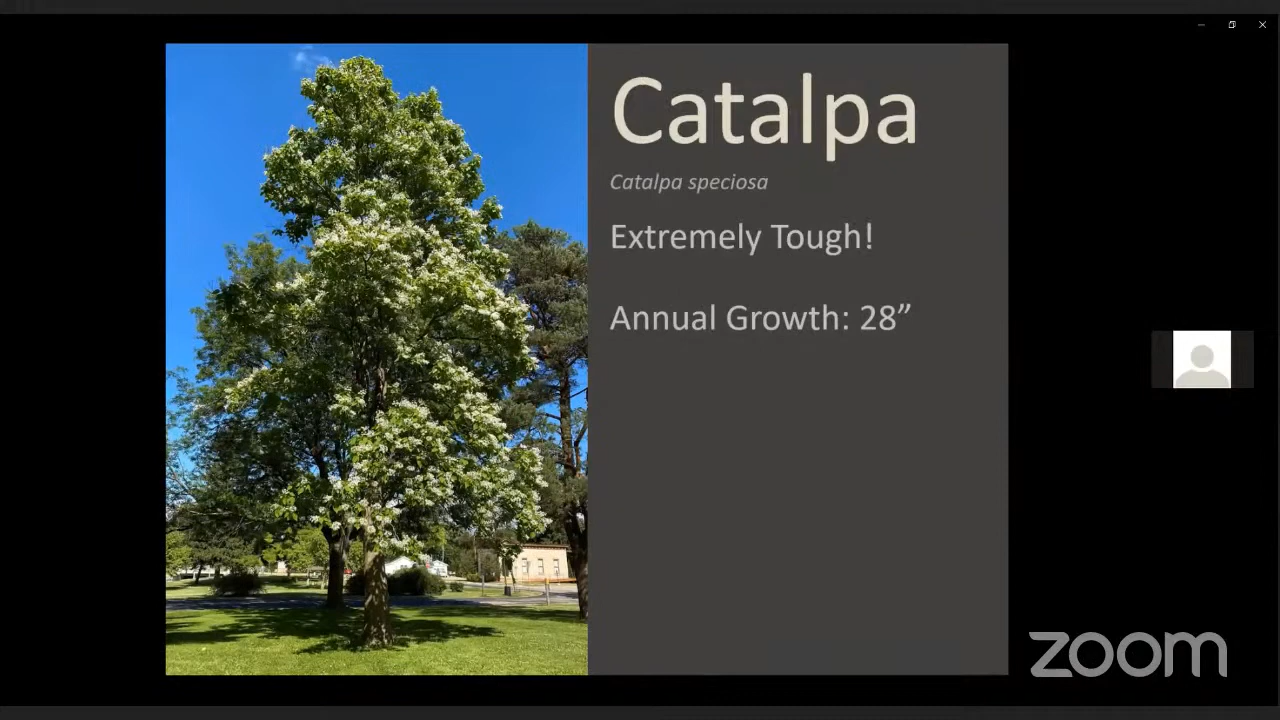 Catalpa
Catalpa speciosa
Extremely Tough!
Annual Growth: 28”
zoom